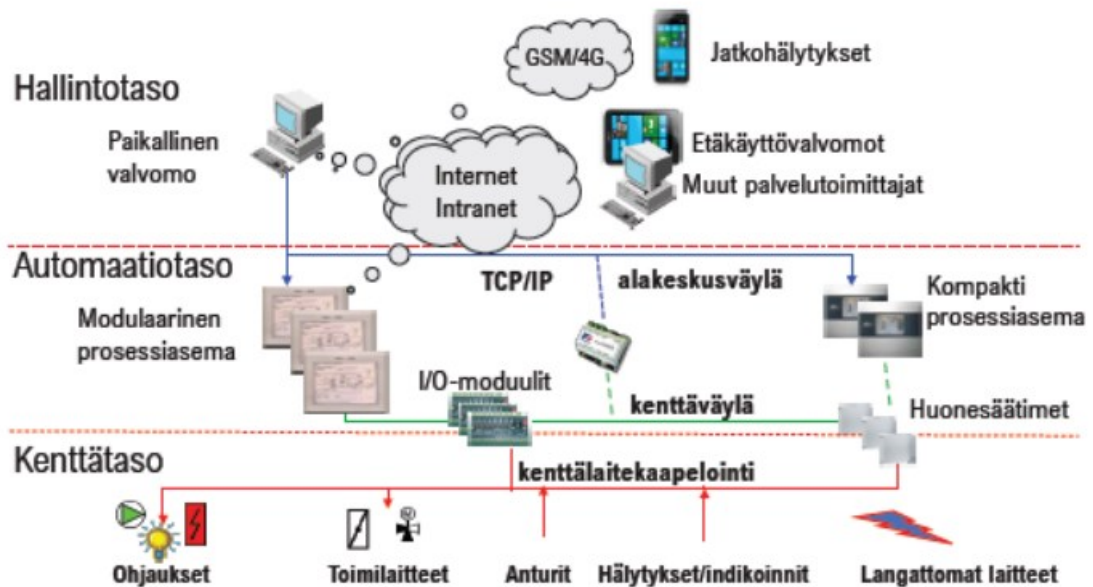 GSM/4G
Jatkohälytykset
Hallintotaso
Paikallinen
valvomo
Internet
Intranet
Etäkäyttövalvomot
Muut palvelutoimittajat
Automaatiotaso
TCP/IP
alakeskusväylä
Kompakti
prosessiasema
Modulaarinen
prosessiasema
I/O-moduulit
kenttäväylä
Huonesäätimet
Kenttätaso
kenttälaitekaapelointi
Ohjaukset
Toimilaitteet
Anturit
Hälytykset/indikoinnit
Langattomat laitteet